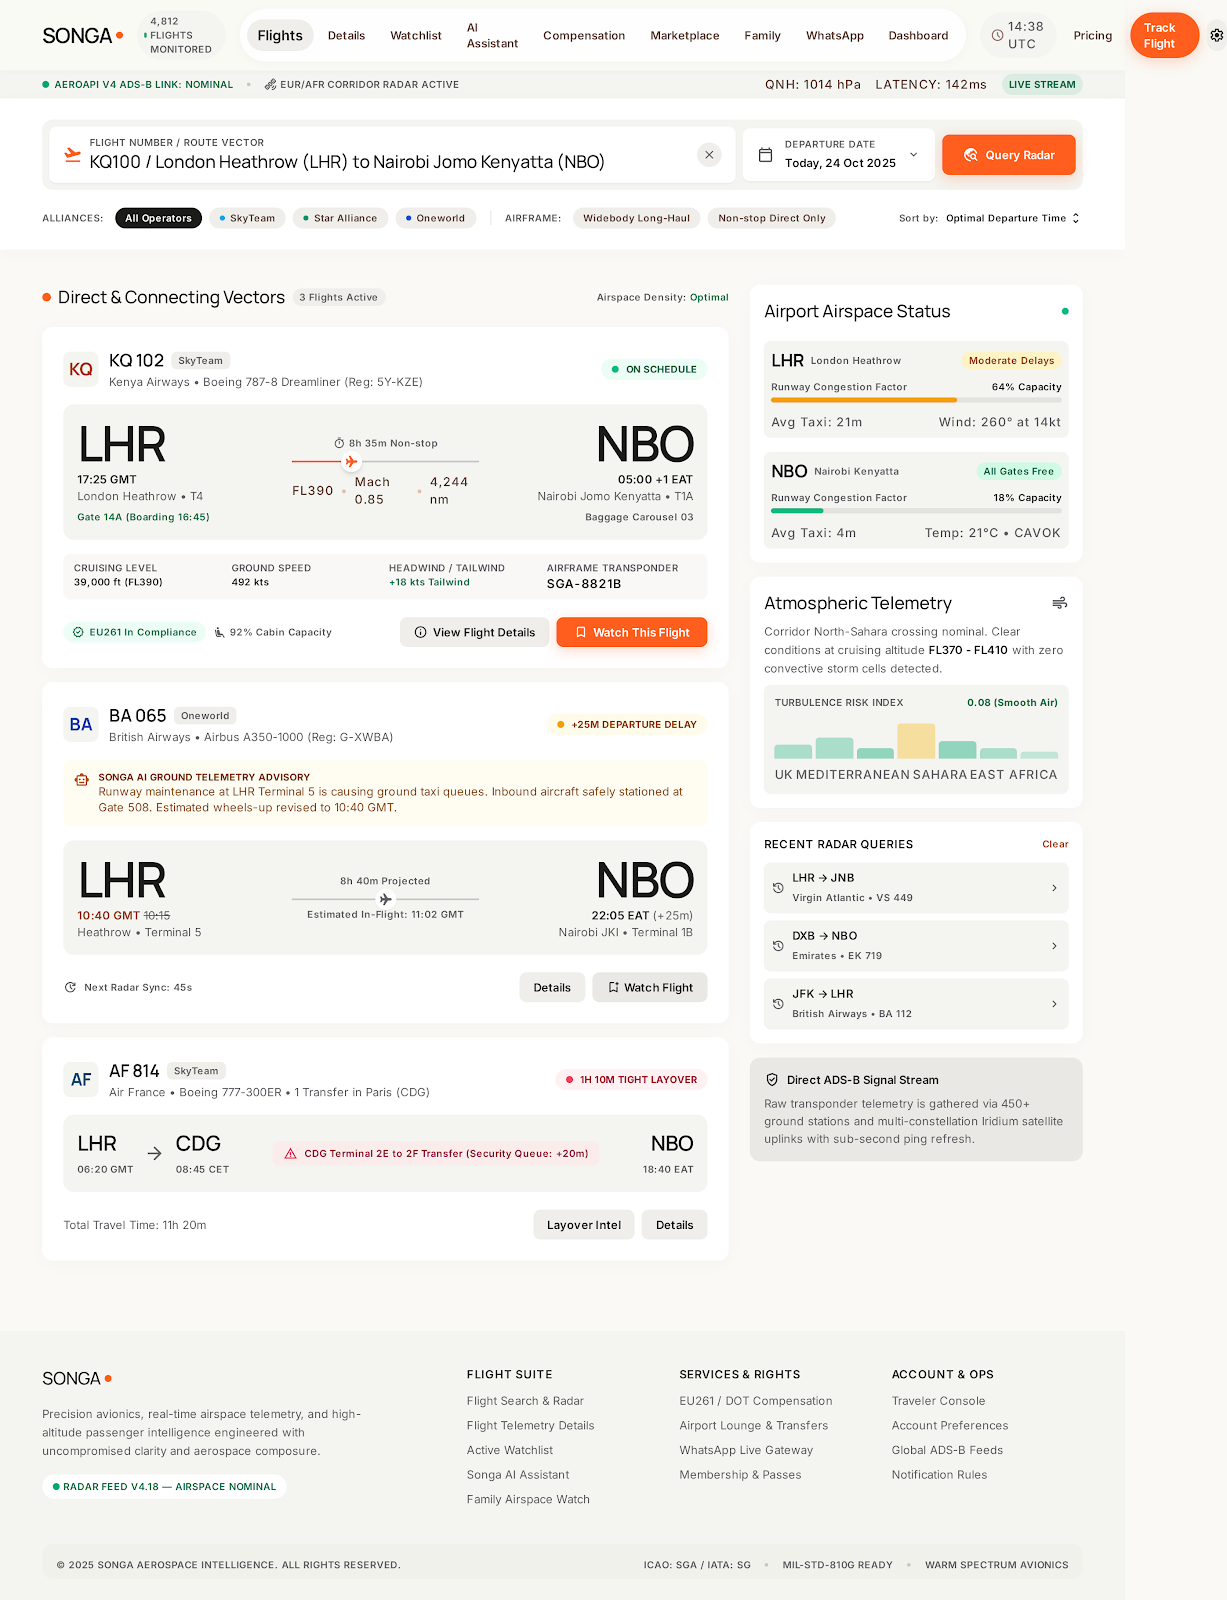 SONGA
4,812
FLIGHTS
MONITORED
Flights
Details
Watchlist
AI
Assistant
Compensation
Marketplace
Family
WhatsApp
Dashboard
14:38
UTC
Pricing
Track
Flight
AEROAPI V4 ADS-B LINK: NOMINAL
EUR/AFR CORRIDOR RADAR ACTIVE
QNH: 1014 hPa
LATENCY: 142ms
LIVE STREAM
FLIGHT NUMBER / ROUTE VECTOR
KQ100 / London Heathrow (LHR) to Nairobi Jomo Kenyatta (NBO)
DEPARTURE DATE
Today, 24 Oct 2025
Query Radar
ALLIANCES:
All Operators
SkyTeam
Star Alliance
Oneworld
AIRFRAME:
Widebody Long-Haul
Non-stop Direct Only
Sort by: Optimal Departure Time
Direct & Connecting Vectors
3 Flights Active
Airspace Density: Optimal
KQ
KQ 102
SkyTeam
Kenya Airways • Boeing 787-8 Dreamliner (Reg: 5Y-KZE)
ON SCHEDULE
LHR
17:25 GMT
London Heathrow • T4
Gate 14A (Boarding 16:45)
8h 35m Non-stop
FL390 • Mach 0.85 • 4,244 nm
NBO
05:00 +1 EAT
Nairobi Jomo Kenyatta • T1A
Baggage Carousel 03
CRUISING LEVEL
39,000 ft (FL390)
GROUND SPEED
492 kts
HEADWIND / TAILWIND
+18 kts Tailwind
AIRFRAME TRANSPONDER
SGA-8821B
EU261 In Compliance
92% Cabin Capacity
View Flight Details
Watch This Flight
BA
BA 065
Oneworld
British Airways • Airbus A350-1000 (Reg: G-XWBA)
+25M DEPARTURE DELAY
SONGA AI GROUND TELEMETRY ADVISORY
Runway maintenance at LHR Terminal 5 is causing ground taxi queues. Inbound aircraft safely stationed at
Gate 508. Estimated wheels-up revised to 10:40 GMT.
LHR
10:40 GMT 10:15
Heathrow • Terminal 5
8h 40m Projected
Estimated In-Flight: 11:02 GMT
NBO
22:05 EAT (+25m)
Nairobi JKI • Terminal 1B
Next Radar Sync: 45s
Details
Watch Flight
AF
AF 814
SkyTeam
Air France • Boeing 777-300ER • 1 Transfer in Paris (CDG)
1H 10M TIGHT LAYOVER
LHR
06:20 GMT
CDG
08:45 CET
CDG Terminal 2E to 2F Transfer (Security Queue: +20m)
NBO
18:40 EAT
Total Travel Time: 11h 20m
Layover Intel
Details
Airport Airspace Status
LHR London Heathrow
Moderate Delays
Runway Congestion Factor
64% Capacity
Avg Taxi: 21m
Wind: 260° at 14kt
NBO Nairobi Kenyatta
All Gates Free
Runway Congestion Factor
18% Capacity
Avg Taxi: 4m
Temp: 21°C • CAVOK
Atmospheric Telemetry
Corridor North-Sahara crossing nominal. Clear
conditions at cruising altitude FL370 - FL410 with zero
convective storm cells detected.
TURBULENCE RISK INDEX
0.08 (Smooth Air)
UK MEDITERRANEAN SAHARA EAST AFRICA
RECENT RADAR QUERIES
Clear
LHR → JNB
Virgin Atlantic • VS 449
DXB → NBO
Emirates • EK 719
JFK → LHR
British Airways • BA 112
Direct ADS-B Signal Stream
Raw transponder telemetry is gathered via 450+
ground stations and multi-constellation Iridium satellite
uplinks with sub-second ping refresh.
SONGA
Precision avionics, real-time airspace telemetry, and high-
altitude passenger intelligence engineered with
uncompromised clarity and aerospace composure.
RADAR FEED V4.18 — AIRSPACE NOMINAL
FLIGHT SUITE
Flight Search & Radar
Flight Telemetry Details
Active Watchlist
Songa AI Assistant
Family Airspace Watch
SERVICES & RIGHTS
EU261 / DOT Compensation
Airport Lounge & Transfers
WhatsApp Live Gateway
Membership & Passes
ACCOUNT & OPS
Traveler Console
Account Preferences
Global ADS-B Feeds
Notification Rules
© 2025 SONGA AEROSPACE INTELLIGENCE. ALL RIGHTS RESERVED.
ICAO: SGA / IATA: SG • MIL-STD-810G READY • WARM SPECTRUM AVIONICS